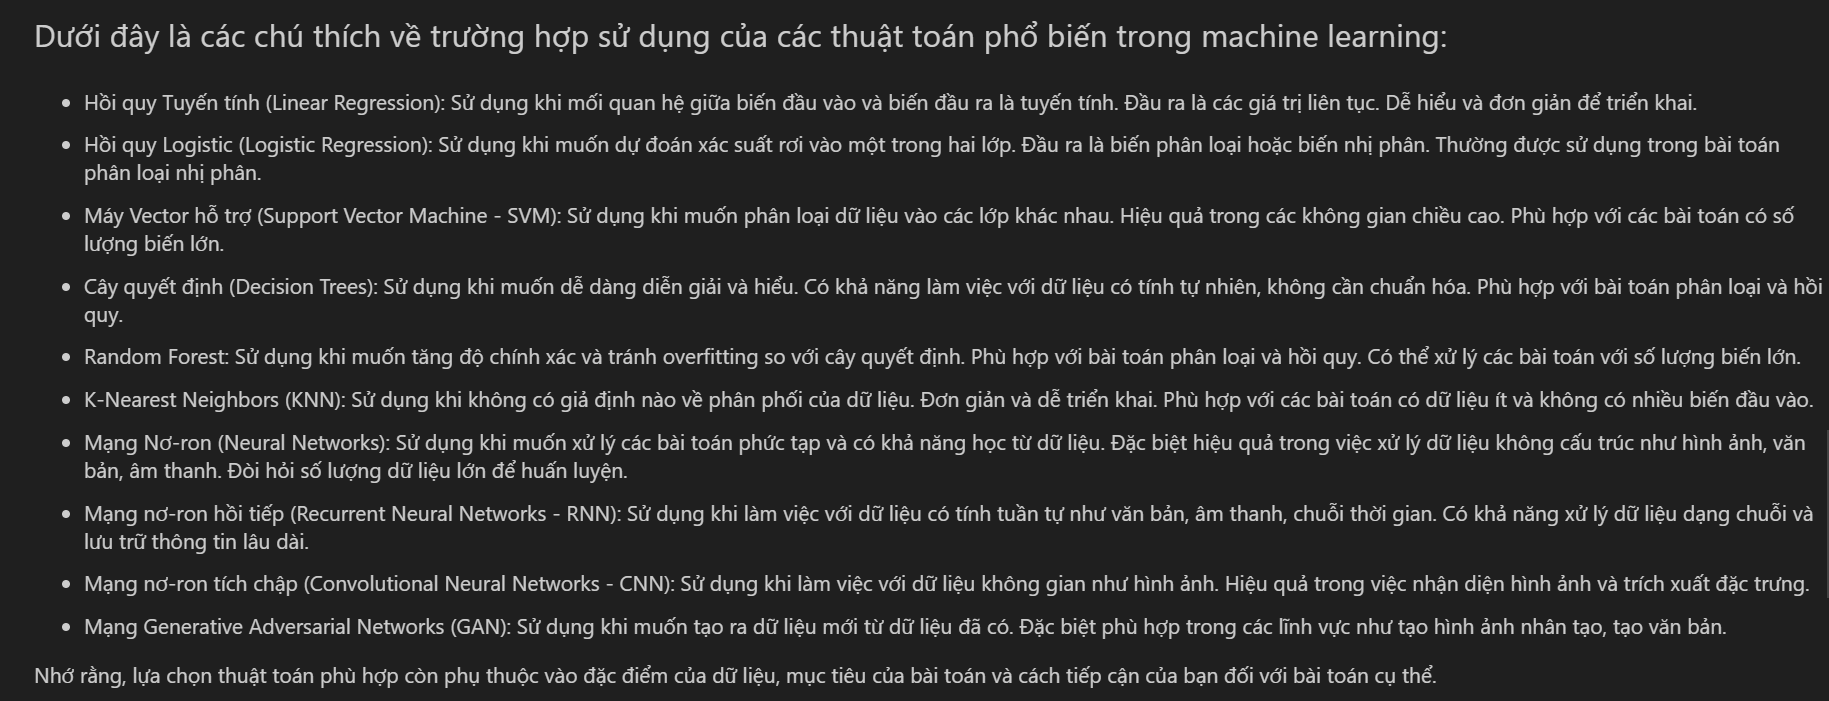 Dưới đây là các chú thích về trường hợp sử dụng của các thuật toán phổ biến trong machine learning:
• Hồi quy Tuyến tính (Linear Regression): Sử dụng khi mối quan hệ giữa biến đầu vào và biến đầu ra là tuyến tính. Đầu ra là các giá trị liên tục. Dễ hiểu và đơn giản để triển khai.
• Hồi quy Logistic (Logistic Regression): Sử dụng khi muốn dự đoán xác suất rơi vào một trong hai lớp. Đầu ra là biến phân loại hoặc biến nhị phân. Thường được sử dụng trong bài toán
phân loại nhị phân.
• Máy Vector hỗ trợ (Support Vector Machine - SVM): Sử dụng khi muốn phân loại dữ liệu vào các lớp khác nhau. Hiệu quả trong các không gian chiều cao. Phù hợp với các bài toán có số
lượng biến lớn.
• Cây quyết định (Decision Trees): Sử dụng khi muốn dễ dàng diễn giải và hiểu. Có khả năng làm việc với dữ liệu có tính tự nhiên, không cần chuẩn hóa. Phù hợp với bài toán phân loại và hồi
quy.
• Random Forest: Sử dụng khi muốn tăng độ chính xác và tránh overfitting so với cây quyết định. Phù hợp với bài toán phân loại và hồi quy. Có thể xử lý các bài toán với số lượng biến lớn.
• K-Nearest Neighbors (KNN): Sử dụng khi không có giả định nào về phân phối của dữ liệu. Đơn giản và dễ triển khai. Phù hợp với các bài toán có dữ liệu ít và không có nhiều biến đầu vào.
• Mạng Nơ-ron (Neural Networks): Sử dụng khi muốn xử lý các bài toán phức tạp và có khả năng học từ dữ liệu. Đặc biệt hiệu quả trong việc xử lý dữ liệu không cấu trúc như hình ảnh, văn
bản, âm thanh. Đòi hỏi số lượng dữ liệu lớn để huấn luyện.
• Mạng nơ-ron hồi tiếp (Recurrent Neural Networks - RNN): Sử dụng khi làm việc với dữ liệu có tính tuần tự như văn bản, âm thanh, chuỗi thời gian. Có khả năng xử lý dữ liệu dạng chuỗi và
lưu trữ thông tin lâu dài.
• Mạng nơ-ron tích chập (Convolutional Neural Networks - CNN): Sử dụng khi làm việc với dữ liệu không gian như hình ảnh. Hiệu quả trong việc nhận diện hình ảnh và trích xuất đặc trưng.
• Mạng Generative Adversarial Networks (GAN): Sử dụng khi muốn tạo ra dữ liệu mới từ dữ liệu đã có. Đặc biệt phù hợp trong các lĩnh vực như tạo hình ảnh nhân tạo, tạo văn bản.
Nhớ rằng, lựa chọn thuật toán phù hợp còn phụ thuộc vào đặc điểm của dữ liệu, mục tiêu của bài toán và cách tiếp cận của bạn đối với bài toán cụ thể.